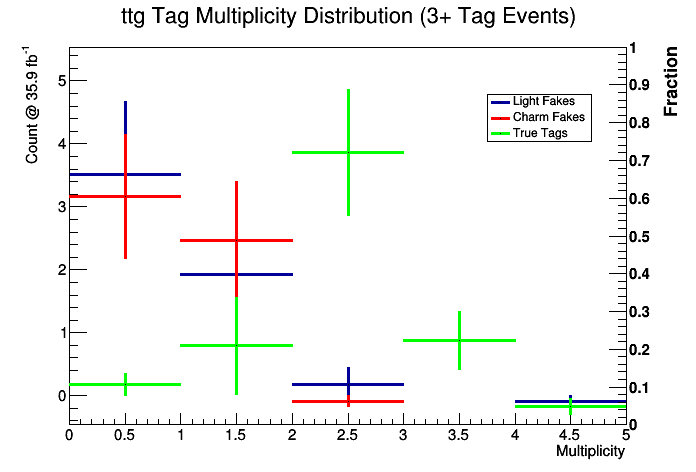 ttg Tag Multiplicity Distribution (3+ Tag Events)
Count @ 35.9 fb⁻¹
5
4
3
2
1
0
Light Fakes
Charm Fakes
True Tags
1
0.9
0.8
0.7
0.6
0.5
0.4
0.3
0.2
0.1
0
Fraction
0 0.5 1 1.5 2 2.5 3 3.5 4 4.5 5
Multiplicity